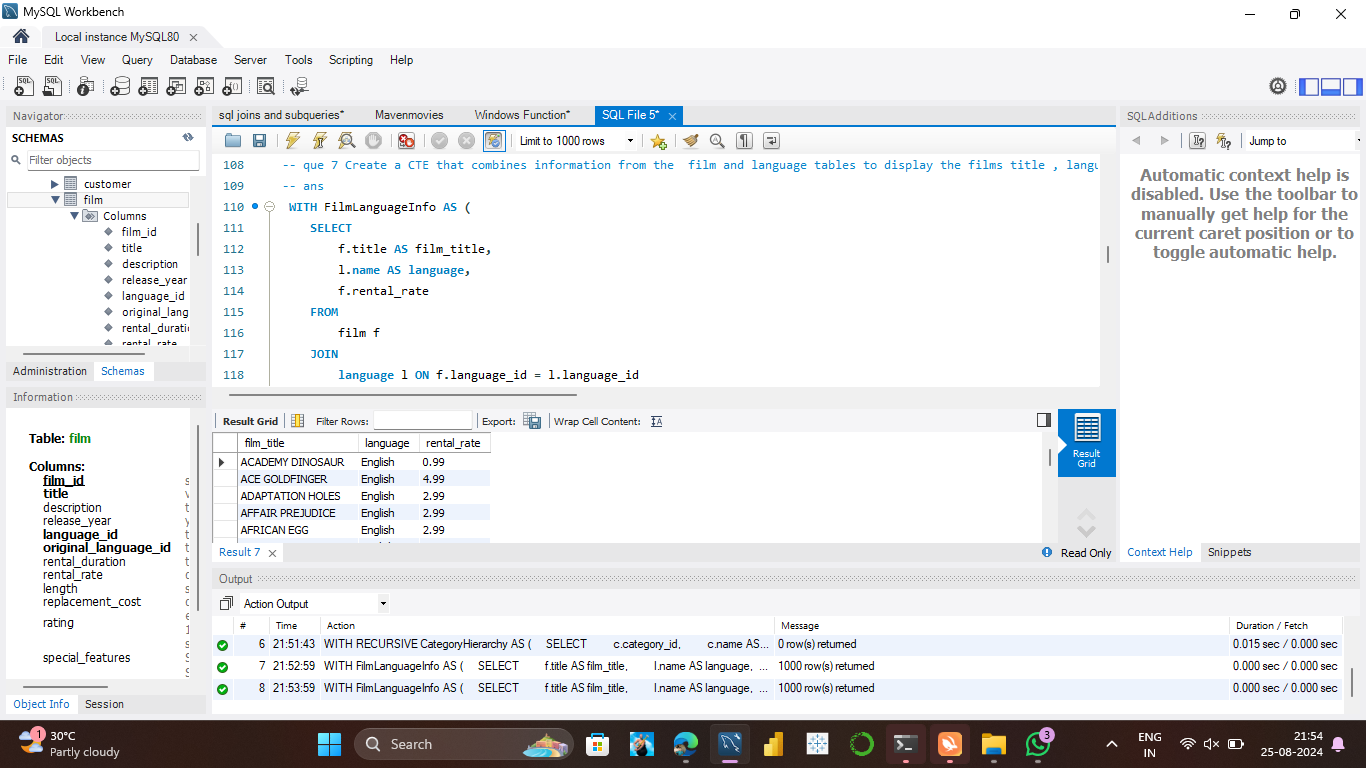 MySQL Workbench
Local instance MySQL80
File Edit View Query Database Server Tools Scripting Help
Navigator
SCHEMAS
Filter objects
customer
film
Columns
film_id
title
description
release_year
language_id
original_lang
rental_duratio
rental_rate
Administration Schemas
Information
Table: film
Columns:
film_id
title
description
release_year
language_id
original_language_id
rental_duration
rental_rate
length
replacement_cost
rating
special_features
Object Info Session
sql joins and subqueries* Mavenmovies Windows Function* SQL File 5*
Limit to 1000 rows
108 -- que 7 Create a CTE that combines information from the  film and language tables to display the films title , langu
109 -- ans
110 WITH FilmLanguageInfo AS (
111 SELECT
112 f.title AS film_title,
113 l.name AS language,
114 f.rental_rate
115 FROM
116 film f
117 JOIN
118 language l ON f.language_id = l.language_id
Result Grid Filter Rows: Export: Wrap Cell Content:
film_title language rental_rate
ACADEMY DINOSAUR English 0.99
ACE GOLDFINGER English 4.99
ADAPTATION HOLES English 2.99
AFFAIR PREJUDICE English 2.99
AFRICAN EGG English 2.99
Result Grid
Result 7
Read Only
Output
Action Output
# Time Action Message Duration / Fetch
6 21:51:43 WITH RECURSIVE CategoryHierarchy AS ( SELECT c.category_id, c.name AS... 0 row(s) returned 0.015 sec / 0.000 sec
7 21:52:59 WITH FilmLanguageInfo AS ( SELECT f.title AS film_title, l.name AS language, ... 1000 row(s) returned 0.000 sec / 0.000 sec
8 21:53:59 WITH FilmLanguageInfo AS ( SELECT f.title AS film_title, l.name AS language, ... 1000 row(s) returned 0.000 sec / 0.000 sec
SQLAdditions
Jump to
Automatic context help is
disabled. Use the toolbar to
manually get help for the
current caret position or to
toggle automatic help.
Context Help Snippets
1
30°C
Partly cloudy
Search
3
ENG
IN
21:54
25-08-2024